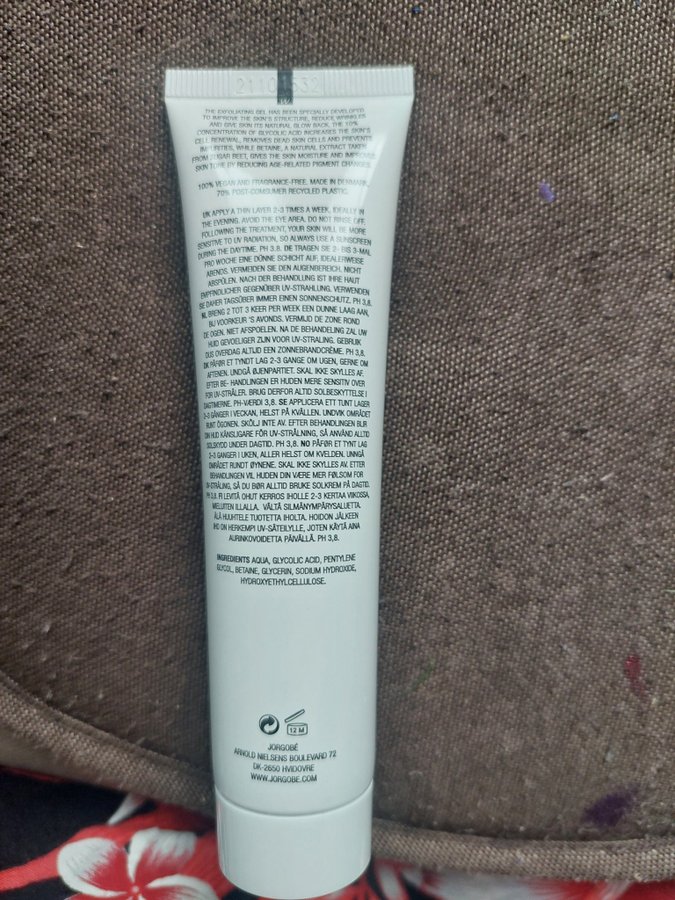 THE EXFOLIATING GEL HAS BEEN SPECIALLY DEVELOPED
TO IMPROVE THE SKIN'S STRUCTURE, REDUCE WRINKLES
AND GIVE SKIN ITS NATURAL GLOW BACK. THE 10%
CONCENTRATION OF GLYCOLIC ACID INCREASES THE SKIN'S
CELL RENEWAL, REMOVES DEAD SKIN CELLS AND PREVENTS
IMPURITIES, WHILE BETAINE, A NATURAL EXTRACT TAKEN
FROM SUGAR BEET, GIVES THE SKIN MOISTURE AND IMPROVES
SKIN TONE BY REDUCING AGE-RELATED PIGMENT CHANGES.
100% VEGAN AND FRAGRANCE-FREE. MADE IN DENMARK.
70% POST-CONSUMER RECYCLED PLASTIC.
UK APPLY A THIN LAYER 2-3 TIMES A WEEK, IDEALLY IN
THE EVENING. AVOID THE EYE AREA. DO NOT RINSE OFF.
FOLLOWING THE TREATMENT, YOUR SKIN WILL BE MORE
SENSITIVE TO UV RADIATION, SO ALWAYS USE A SUNSCREEN
DURING THE DAYTIME. PH 3,8. DE TRAGEN SIE 2- BIS 3-MAL
PRO WOCHE EINE DÜNNE SCHICHT AUF, IDEALERWEISE
ABENDS. VERMEIDEN SIE DEN AUGENBEREICH. NICHT
ABSPÜLEN. NACH DER BEHANDLUNG IST IHRE HAUT
EMPFINDLICHER GEGENÜBER UV-STRAHLUNG. VERWENDEN
SIE DAHER TAGSÜBER IMMER EINEN SONNENSCHUTZ. PH 3,8.
NL BRENG 2 TOT 3 KEER PER WEEK EEN DUNNE LAAG AAN,
BIJ VOORKEUR 'S AVONDS. VERMIJD DE ZONE ROND
DE OGEN. NIET AFSPOELEN. NA DE BEHANDELING ZAL UW
HUID GEVOELIGER ZIJN VOOR UV-STRALING. GEBRUIK
DUS OVERDAG ALTIJD EEN ZONNEBRANDCRÈME. PH 3,8.
DK PÅFØR ET TYNDT LAG 2-3 GANGE OM UGEN, GERNE OM
AFTENEN. UNDGÅ ØJENPARTIET. SKAL IKKE SKYLLES AF.
EFTER BE- HANDLINGEN ER HUDEN MERE SENSITIV OVER
FOR UV-STRÅLER. BRUG DERFOR ALTID SOLBESKYTTELSE I
DAGTIMERNE. PH-VÆRDI 3,8. SE APPLICERA ETT TUNT LAGER
2-3 GÅNGER I VECKAN, HELST PÅ KVÄLLEN. UNDVIK OMRÅDET
RUNT ÖGONEN. SKÖLJ INTE AV. EFTER BEHANDLINGEN BLIR
DIN HUD KÄNSLIGARE FÖR UV-STRÅLNING, SÅ ANVÄND ALLTID
SOLSKYDD UNDER DAGTID. PH 3,8. NO PÅFØR ET TYNT LAG
2-3 GANGER I UKEN, ALLER HELST OM KVELDEN. UNNGÅ
OMRÅDET RUNDT ØYNENE. SKAL IKKE SKYLLES AV. ETTER
BEHANDLINGEN VIL HUDEN DIN VÆRE MER FØLSOM FOR
UV-STRÅLING, SÅ DU BØR ALLTID BRUKE SOLKREM PÅ DAGTID.
PH 3,8. FI LEVITÄ OHUT KERROS IHOLLE 2-3 KERTAA VIIKOSSA,
MIELUITEN ILLALLA. VÄLTÄ SILMÄNYMPÄRYSALUETTA.
ÄLÄ HUUHTELE TUOTETTA IHOLTA. HOIDON JÄLKEEN
IHO ON HERKEMPI UV-SÄTEILYLLE, JOTEN KÄYTÄ AINA
AURINKOVOIDETTA PÄIVÄLLÄ. PH 3,8.
INGREDIENTS AQUA, GLYCOLIC ACID, PENTYLENE
GLYCOL, BETAINE, GLYCERIN, SODIUM HYDROXIDE,
HYDROXYETHYLCELLULOSE.
12 M
JORGOBÉ
ARNOLD NIELSENS BOULEVARD 72
DK-2650 HVIDOVRE
WWW.JORGOBE.COM